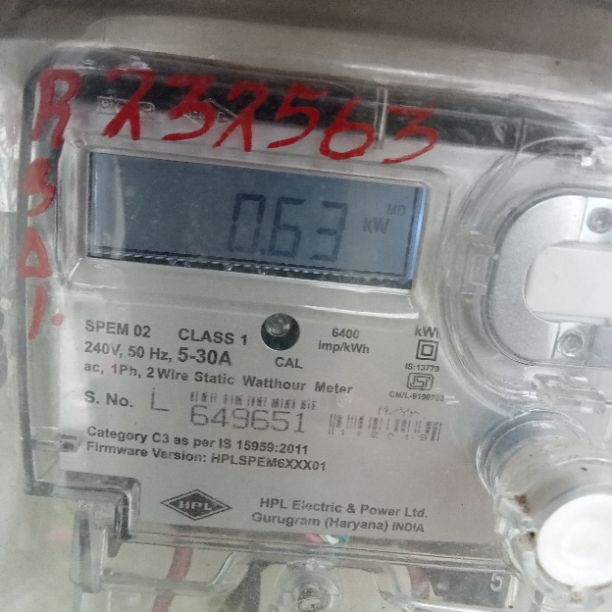 R 232563
MD
0.63 kW
SPEM 02 CLASS 1 6400 imp/kWh kWh
240V, 50 Hz, 5-30A CAL
IS:13779
ac, 1Ph, 2 Wire Static Watthour Meter
S. No. L 649651
Category C3 as per IS 15959:2011
Firmware Version: HPLSPEM6XXX01
HPL
HPL Electric & Power Ltd.
Gurugram (Haryana) INDIA
5